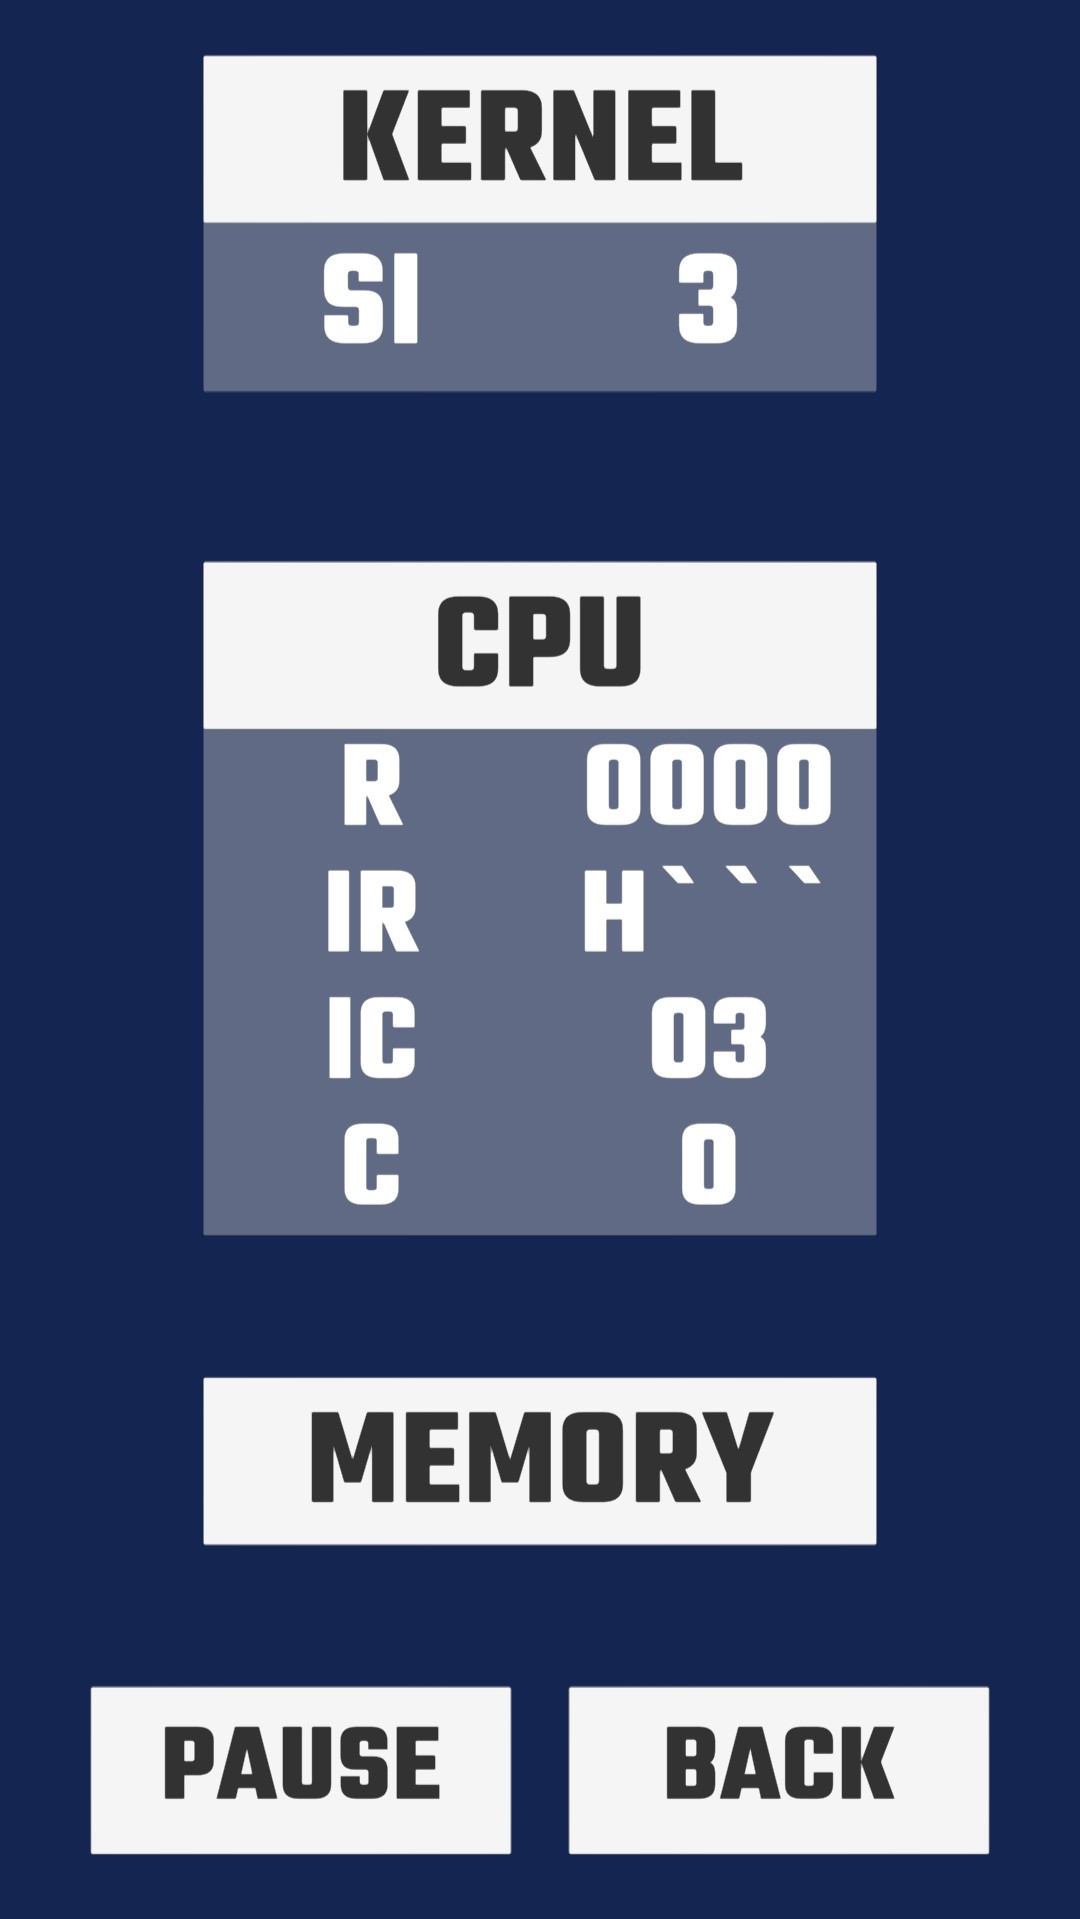 KERNEL
SI 3
CPU
R 0000
IR H```
IC 03
C 0
MEMORY
PAUSE BACK